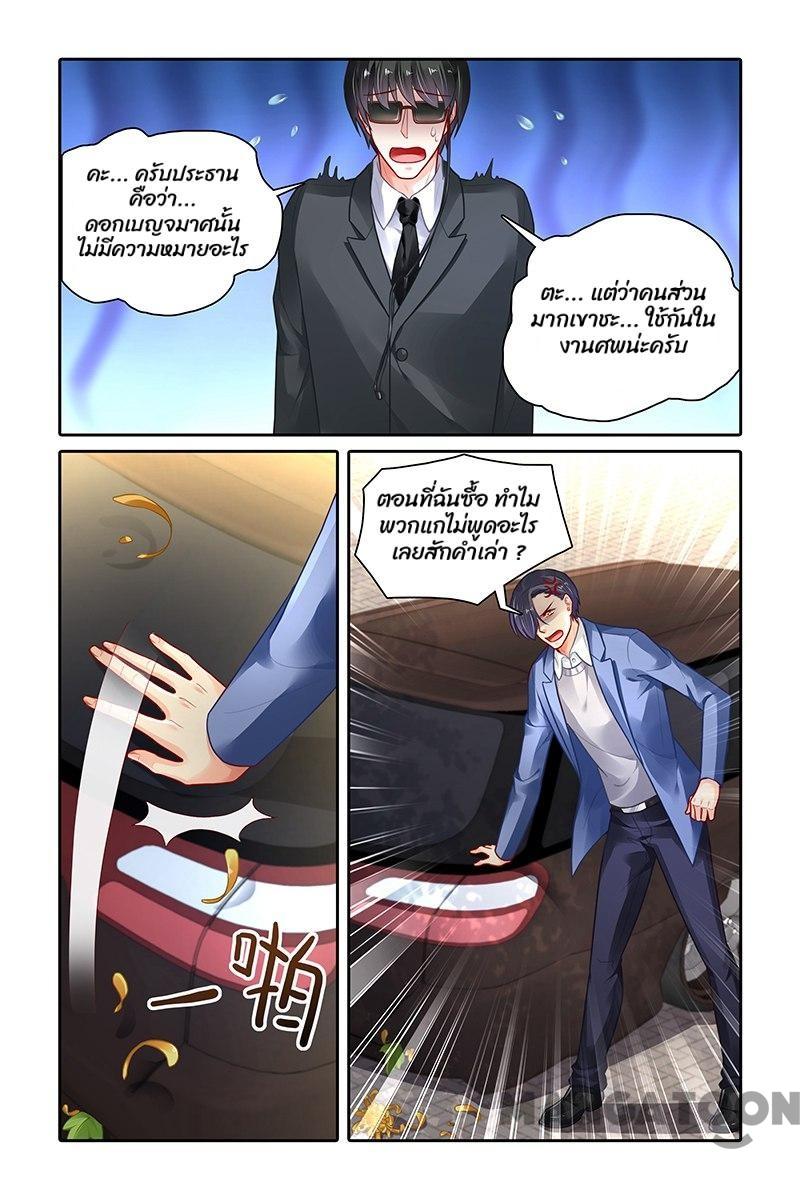 คะ... ครับประธาน
คือว่า...
ดอกเบญจมาศนั้น
ไม่มีความหมายอะไร
ตะ... แต่ว่าคนส่วน
มากเขาชะ... ใช้กันใน
งานศพน่ะครับ
ตอนที่ฉันซื้อ ทำไม
พวกแกไม่พูดอะไร
เลยสักคำเล่า ?
啪一
MANGATOON